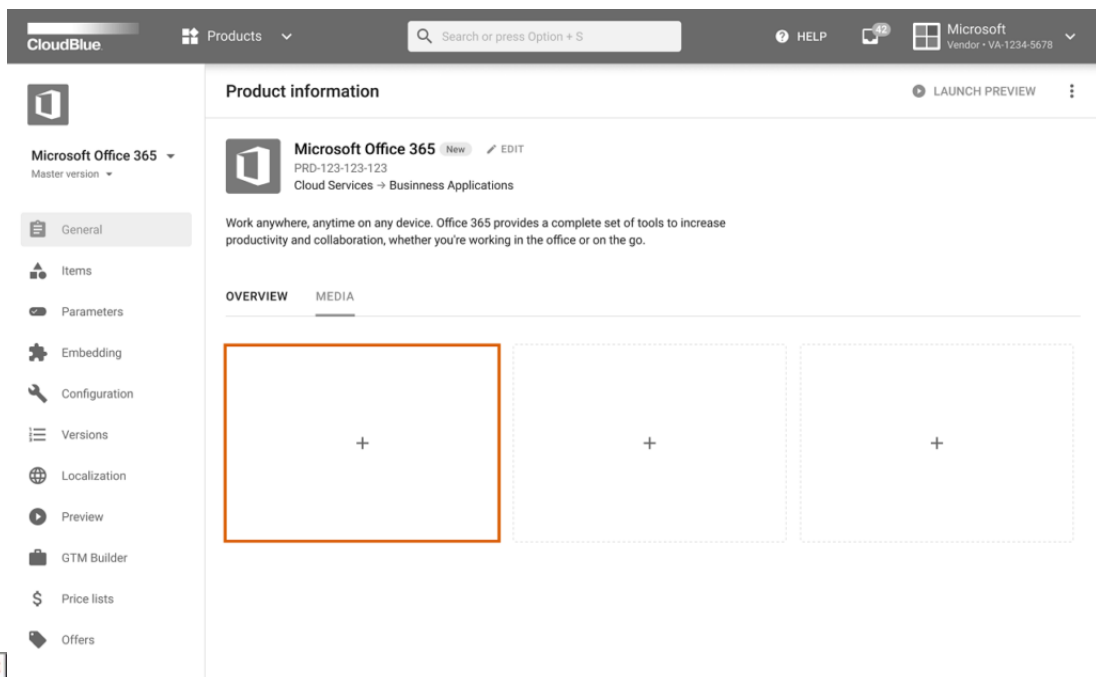 CloudBlue.
Products
Search or press Option + S
HELP
42
Microsoft
Vendor • VA-1234-5678
Microsoft Office 365
Master version
General
Items
Parameters
Embedding
Configuration
Versions
Localization
Preview
GTM Builder
Price lists
Offers
Product information
LAUNCH PREVIEW
Microsoft Office 365 New EDIT
PRD-123-123-123
Cloud Services → Businness Applications
Work anywhere, anytime on any device. Office 365 provides a complete set of tools to increase
productivity and collaboration, whether you're working in the office or on the go.
OVERVIEW MEDIA
+ + +